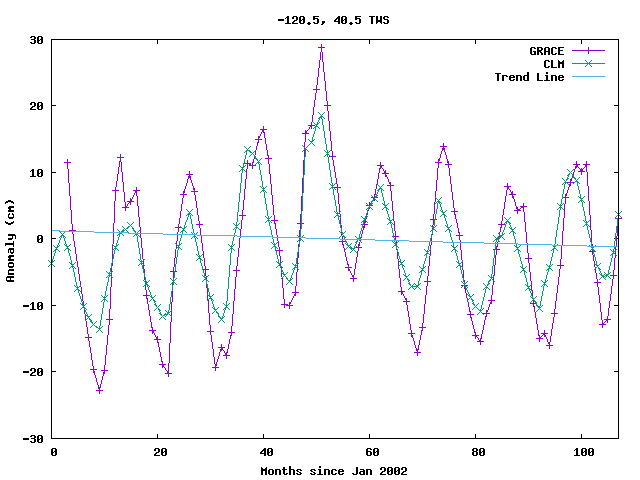 -120.5, 40.5 TWS
GRACE
CLM
Trend Line
30
20
10
0
-10
-20
-30
Anomaly (cm)
0 20 40 60 80 100
Months since Jan 2002